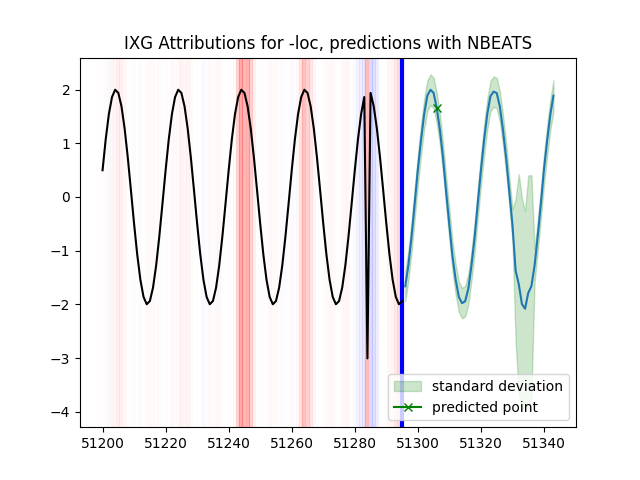 IXG Attributions for -loc, predictions with NBEATS
2
1
0
−1
−2
−3
−4
standard deviation
predicted point
51200 51220 51240 51260 51280 51300 51320 51340